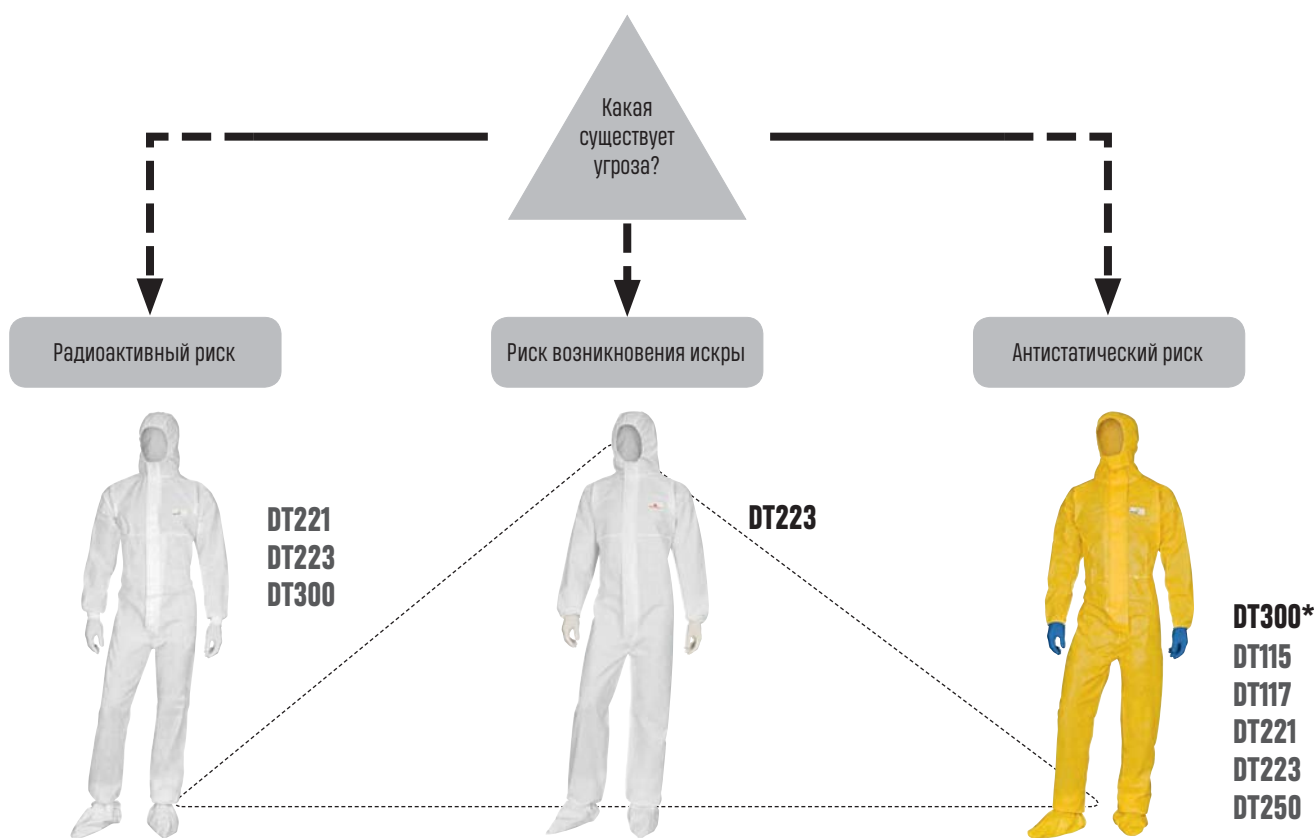 Какая
существует
угроза?
Радиоактивный риск
Риск возникновения искры
Антистатический риск
DT221
DT223
DT300
DT223
DT300*
DT115
DT117
DT221
DT223
DT250